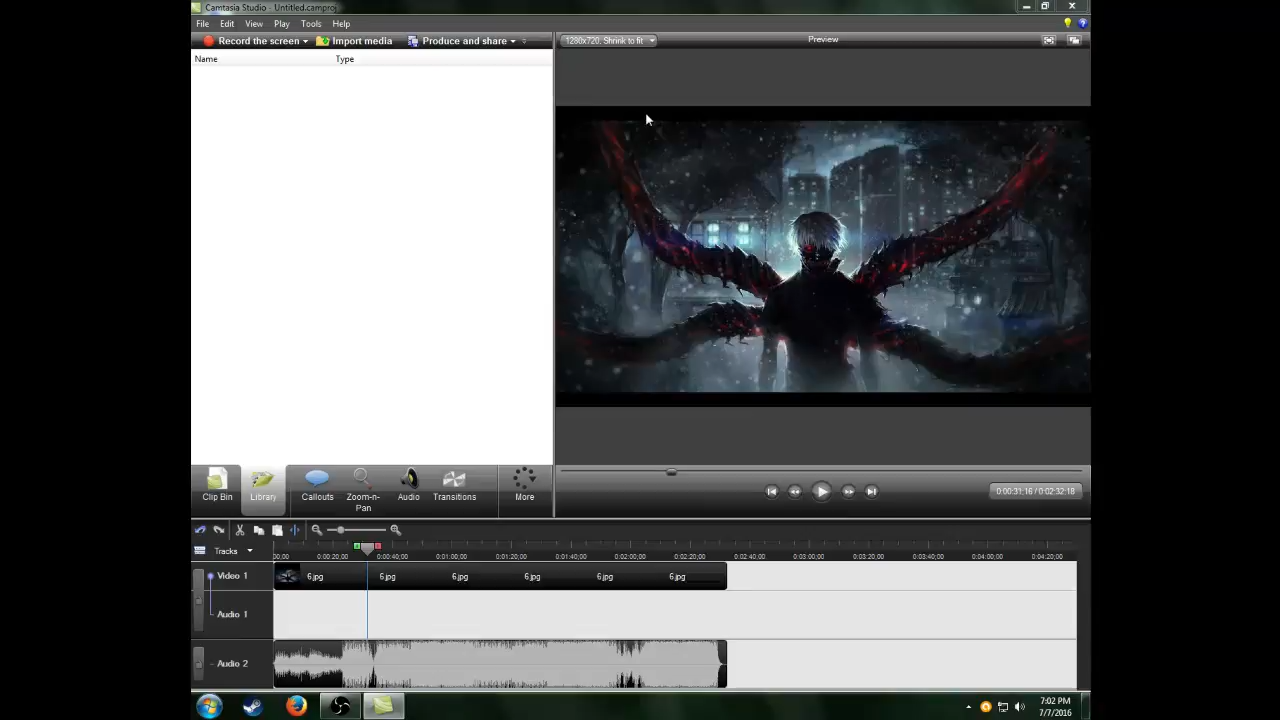 Camtasia Studio - Untitled.camproj
File Edit View Play Tools Help
Record the screen Import media Produce and share
1280x720, Shrink to fit
Preview
Name Type
Clip Bin
Library
Callouts
Zoom-n-
Pan
Audio
Transitions
More
0:00:31;16 / 0:02:32;18
Tracks
:00 0:00:20;00 0:00:40;00 0:01:00;00 0:01:20;00 0:01:40;00 0:02:00;00 0:02:20;00 0:02:40;00 0:03:00;00 0:03:20;00 0:03:40;00 0:04:00;00 0:04:20;00
Video 1
6.jpg 6.jpg 6.jpg 6.jpg 6.jpg 6.jpg
Audio 1
Audio 2
7:02 PM
7/7/2016